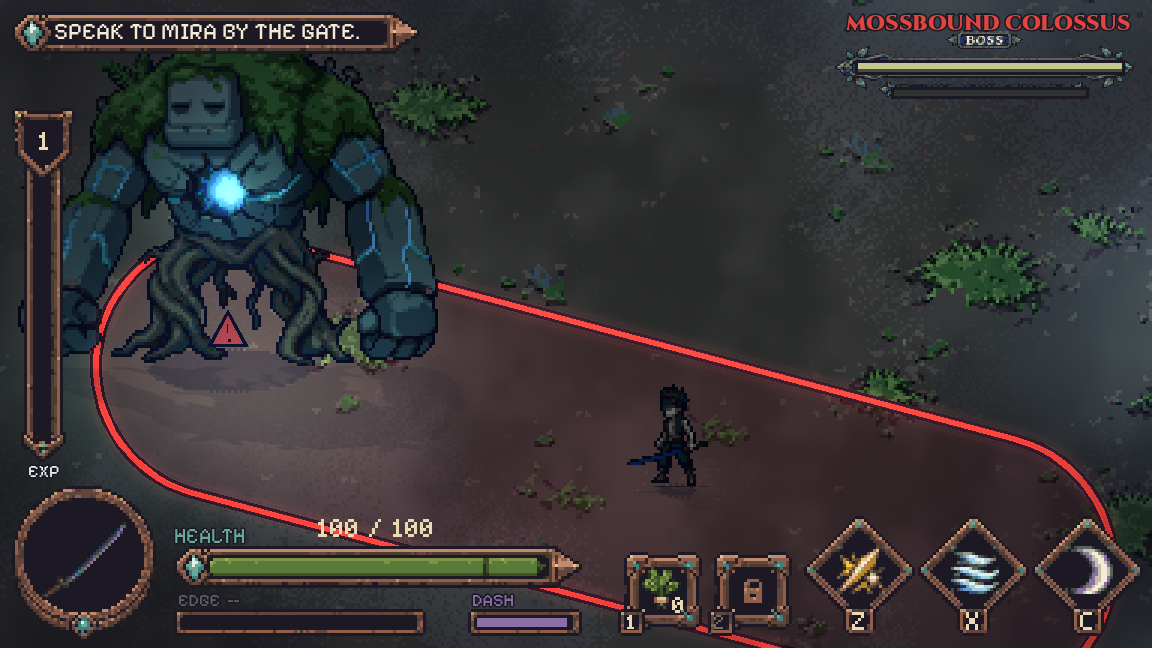 SPEAK TO MIRA BY THE GATE.
MOSSBOUND COLOSSUS
BOSS
1
EXP
HEALTH
100 / 100
EDGE --
DASH
0
1
2
Z
X
C